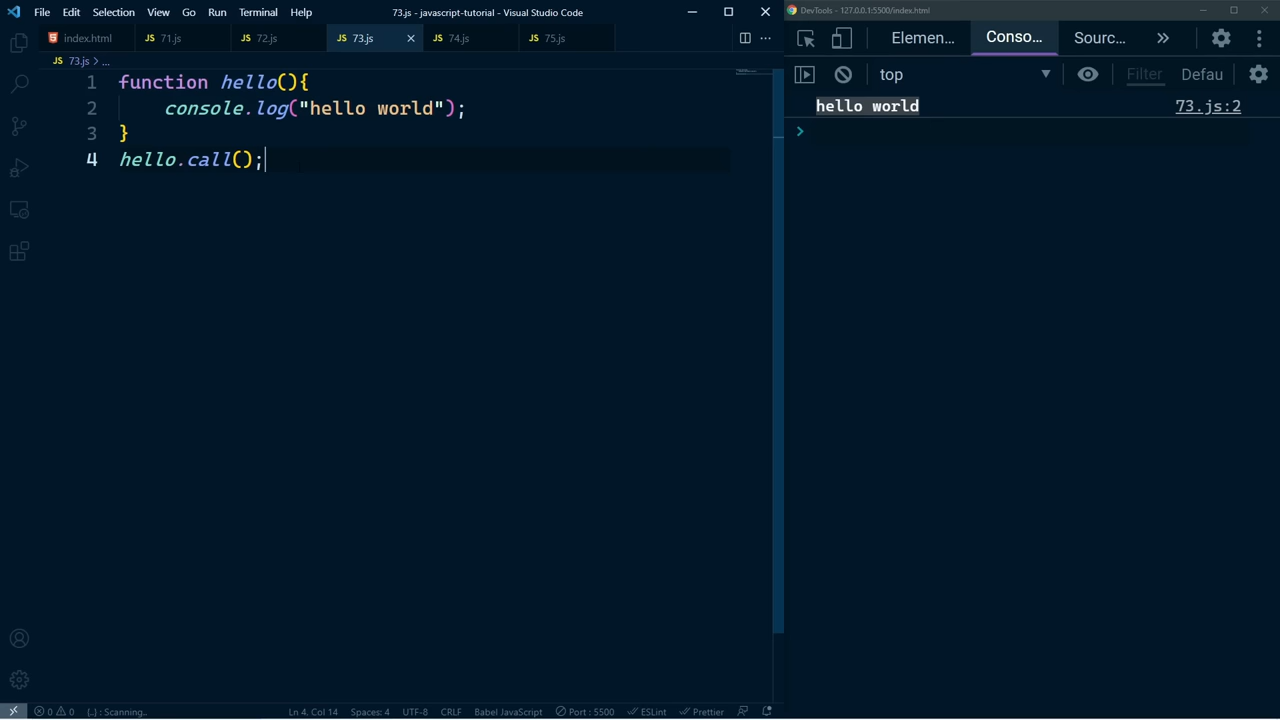 File Edit Selection View Go Run Terminal Help 73.js - javascript-tutorial - Visual Studio Code
DevTools - 127.0.0.1:5500/index.html
index.html JS 71.js JS 72.js JS 73.js JS 74.js JS 75.js
Elemen... Conso... Sourc...
JS 73.js > ...
top Filter Defau
1 function hello(){
2 console.log("hello world");
3 }
4 hello.call();
hello world 73.js:2
0 0 {..} : Scanning.. Ln 4, Col 14 Spaces: 4 UTF-8 CRLF Babel JavaScript Port : 5500 ESLint Prettier